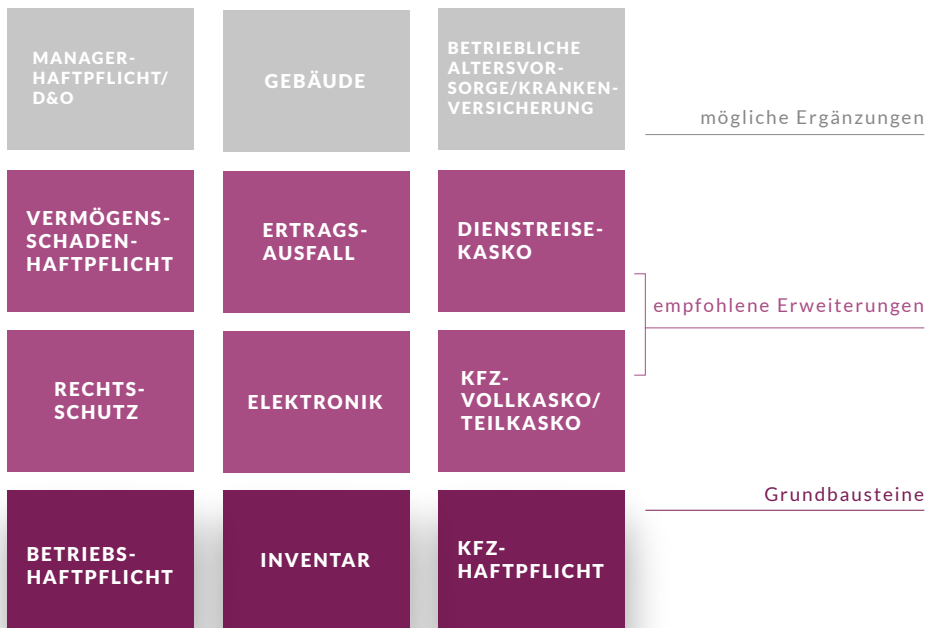 MANAGER-
HAFTPFLICHT/
D&O
GEBÄUDE
BETRIEBLICHE
ALTERSVOR-
SORGE/KRANKEN-
VERSICHERUNG
mögliche Ergänzungen
VERMÖGENS-
SCHADEN-
HAFTPFLICHT
ERTRAGS-
AUSFALL
DIENSTREISE-
KASKO
empfohlene Erweiterungen
RECHTS-
SCHUTZ
ELEKTRONIK
KFZ-
VOLLKASKO/
TEILKASKO
Grundbausteine
BETRIEBS-
HAFTPFLICHT
INVENTAR
KFZ-
HAFTPFLICHT